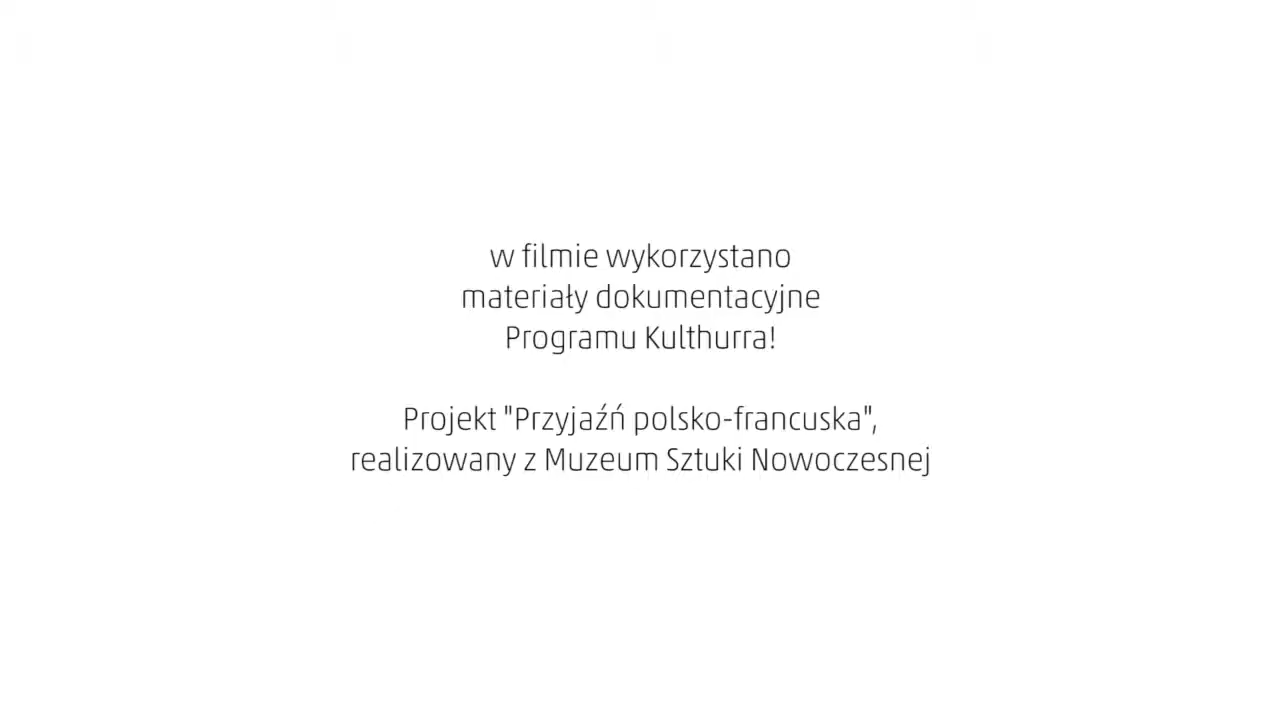 w filmie wykorzystano
materiały dokumentacyjne
Programu Kulthurra!
Projekt "Przyjaźń polsko-francuska",
realizowany z Muzeum Sztuki Nowoczesnej